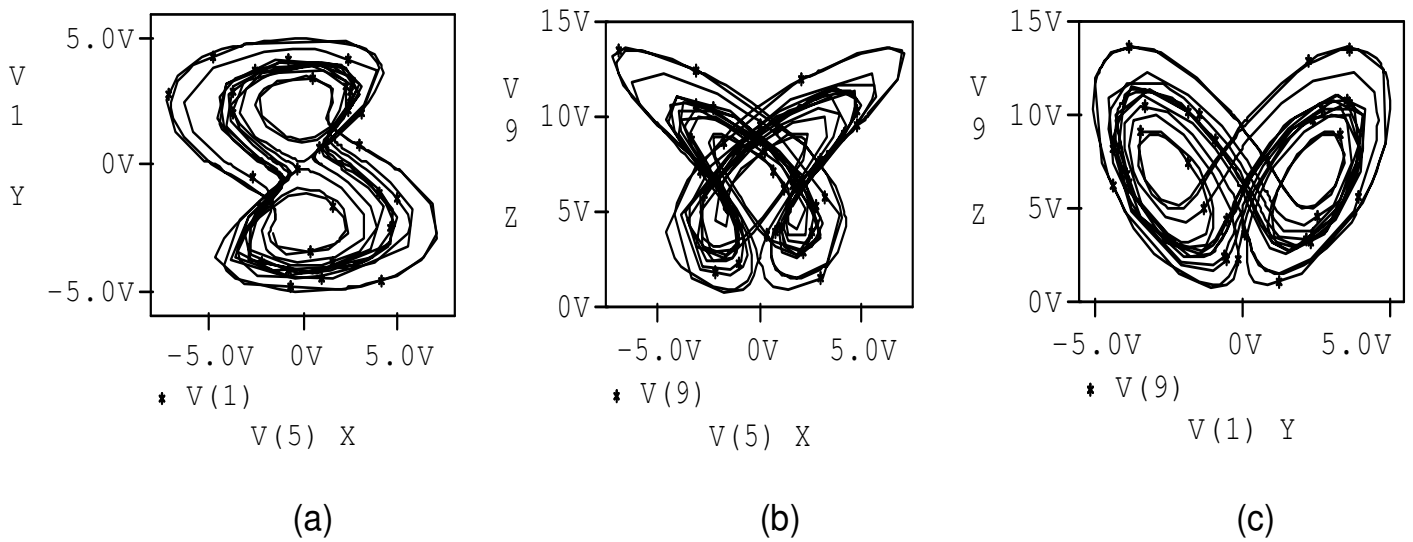 5.0V
V
1
0V
Y
-5.0V
-5.0V 0V 5.0V
* V(1)
V(5) X
(a)
15V
V
10V
9
5V
Z
0V
-5.0V 0V 5.0V
* V(9)
V(5) X
(b)
15V
V
10V
9
5V
Z
0V
-5.0V 0V 5.0V
* V(9)
V(1) Y
(c)